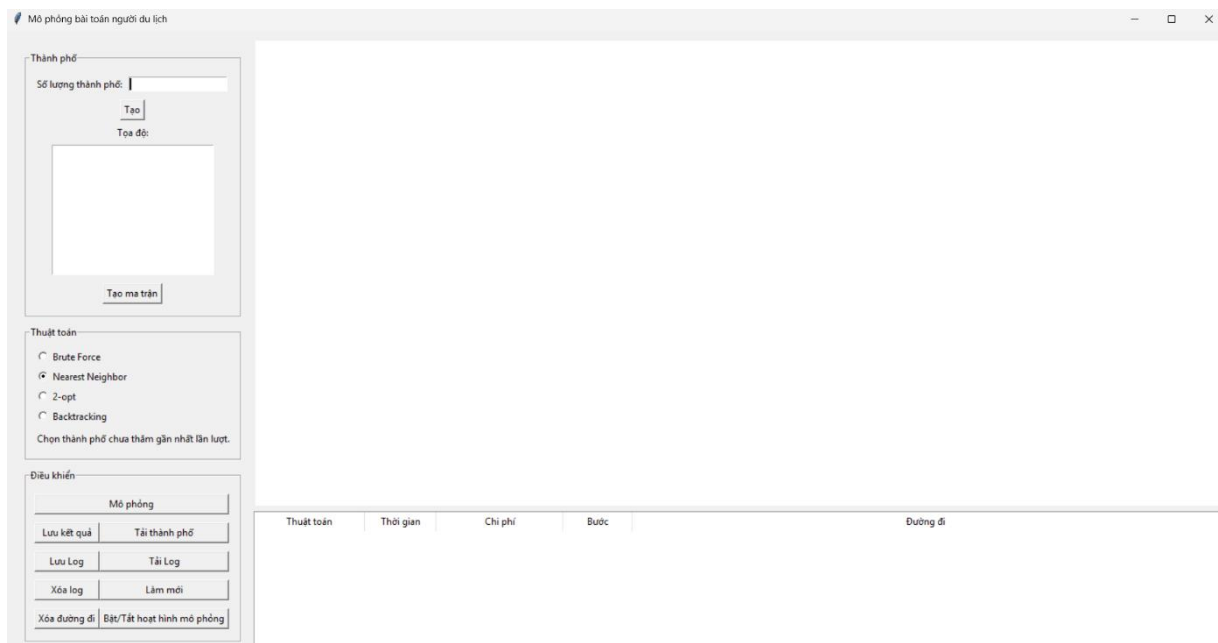 Mô phỏng bài toán người du lịch
Thành phố
Số lượng thành phố:
Tạo
Tọa độ:
Tạo ma trận
Thuật toán
Brute Force
Nearest Neighbor
2-opt
Backtracking
Chọn thành phố chưa thăm gần nhất lần lượt.
Điều khiển
Mô phỏng
Lưu kết quả Tải thành phố
Lưu Log Tải Log
Xóa log Làm mới
Xóa đường đi Bật/Tắt hoạt hình mô phỏng
Thuật toán Thời gian Chi phí Bước Đường đi